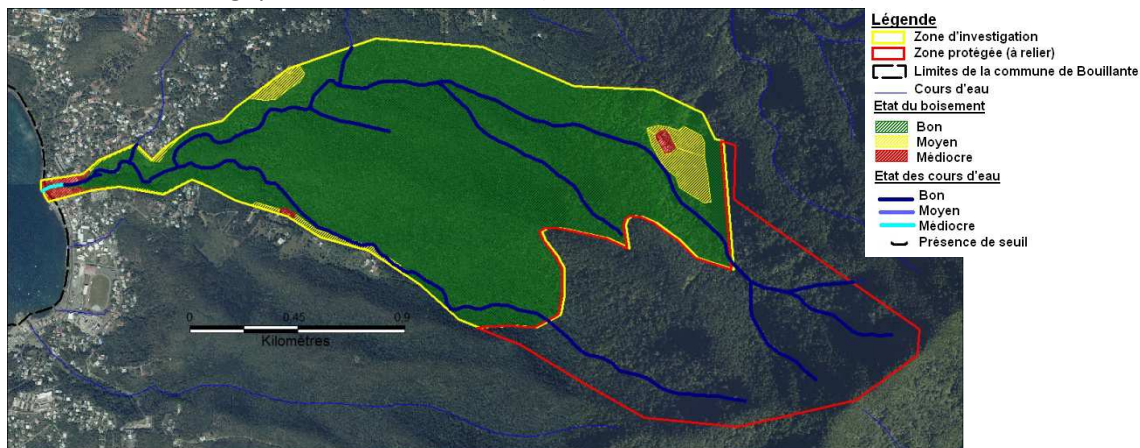 Légende
Zone d'investigation
Zone protégée (à relier)
Limites de la commune de Bouillante
Cours d'eau
Etat du boisement
Bon
Moyen
Médiocre
Etat des cours d'eau
Bon
Moyen
Médiocre
Présence de seuil
0 0.45 0.9
Kilométres